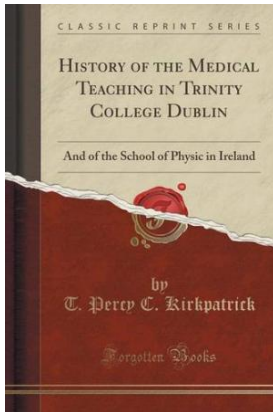 CLASSIC REPRINT SERIES
HISTORY OF THE MEDICAL
TEACHING IN TRINITY
COLLEGE DUBLIN
And of the School of Physic in Ireland
by
T. Percy C. Kirkpatrick
Forgotten Books